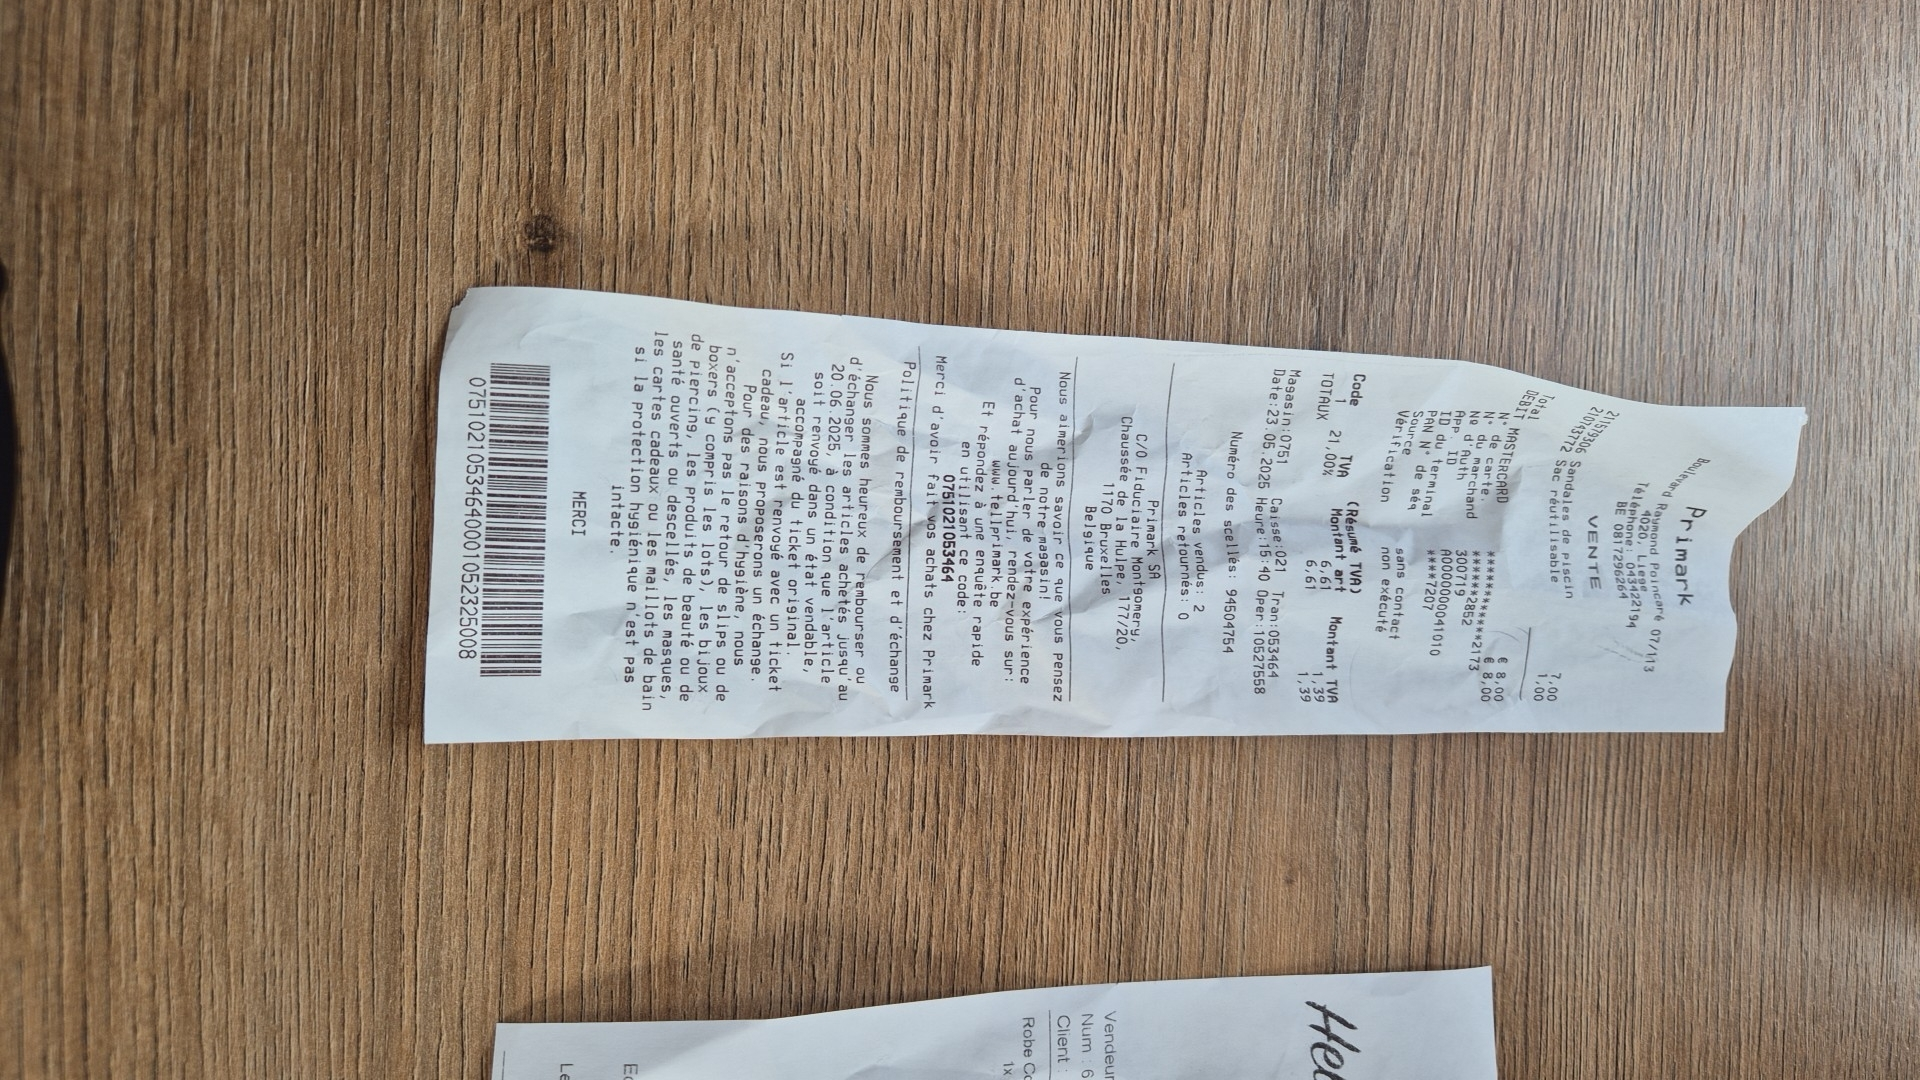 Primark
Boulevard Raymond Poincaré 07/113
4020, Liege
Téléphone: 043422194
BE 0817296264
VENTE
Sandales de piscin 7,00
Sac réutilisable 1,00
Total € 8,00
DEBIT MASTERCARD € 8,00
N° de carte. ************2173
N° du marchand *****2852
N° d'Auth 300719
App. ID A0000000041010
ID du terminal ****7207
PAN N° de séq
Source sans contact
Vérification non exécuté
(Résumé TVA)
Code TVA Montant art Montant TVA
1 21.00% 6,61 1,39
TOTAUX 6,61 1,39
Magasin:0751 Caisse:021 Tran:053464
Date:23.05.2025 Heure:15:40 Oper:10527558
Numéro des scellés: 94504754
Articles vendus: 2
Articles retournés: 0
Primark SA
C/O Fiduciaire Montgomery,
Chaussée de la Hulpe, 177/20,
1170 Bruxelles
Belgique
Nous aimerions savoir ce que vous pensez
de notre magasin!
Pour nous parler de votre expérience
d'achat aujourd'hui, rendez-vous sur:
www.tellprimark.be
Et répondez à une enquête rapide
en utilisant ce code:
0751021053464
Merci d'avoir fait vos achats chez Primark
Politique de remboursement et d'échange
Nous sommes heureux de rembourser ou
d'échanger les articles achetés jusqu'au
20.06.2025, à condition que l'article
soit renvoyé dans un état vendable,
accompagné du ticket original.
Si l'article est renvoyé avec un ticket
cadeau, nous proposerons un échange.
Pour des raisons d'hygiène, nous
n'acceptons pas le retour de slips ou de
boxers (y compris les lots), les bijoux
de piercing, les produits de beauté ou de
santé ouverts ou descellés, les masques,
les cartes cadeaux ou les maillots de bain
si la protection hygiénique n'est pas
intacte.
MERCI
0751021053464000105232​5008
Vendeur
Num : 6
Client :
Robe Co
1x